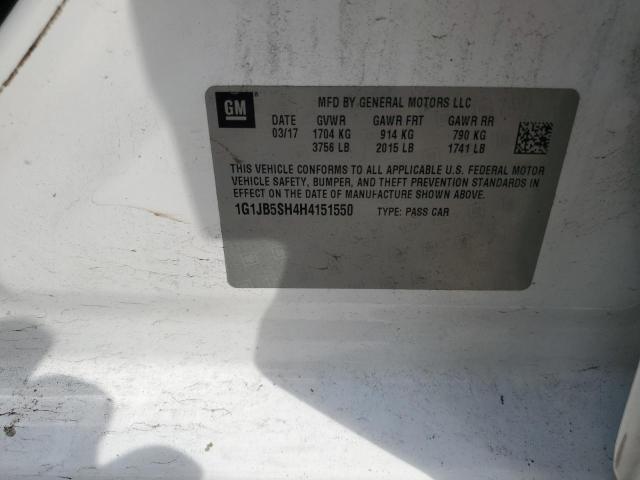 GM
MFD BY GENERAL MOTORS LLC
DATE GVWR GAWR FRT GAWR RR
03/17 1704 KG 914 KG 790 KG
3756 LB 2015 LB 1741 LB
THIS VEHICLE CONFORMS TO ALL APPLICABLE U.S. FEDERAL MOTOR
VEHICLE SAFETY, BUMPER, AND THEFT PREVENTION STANDARDS IN
EFFECT ON THE DATE OF MANUFACTURE SHOWN ABOVE.
1G1JB5SH4H4151550 TYPE: PASS CAR